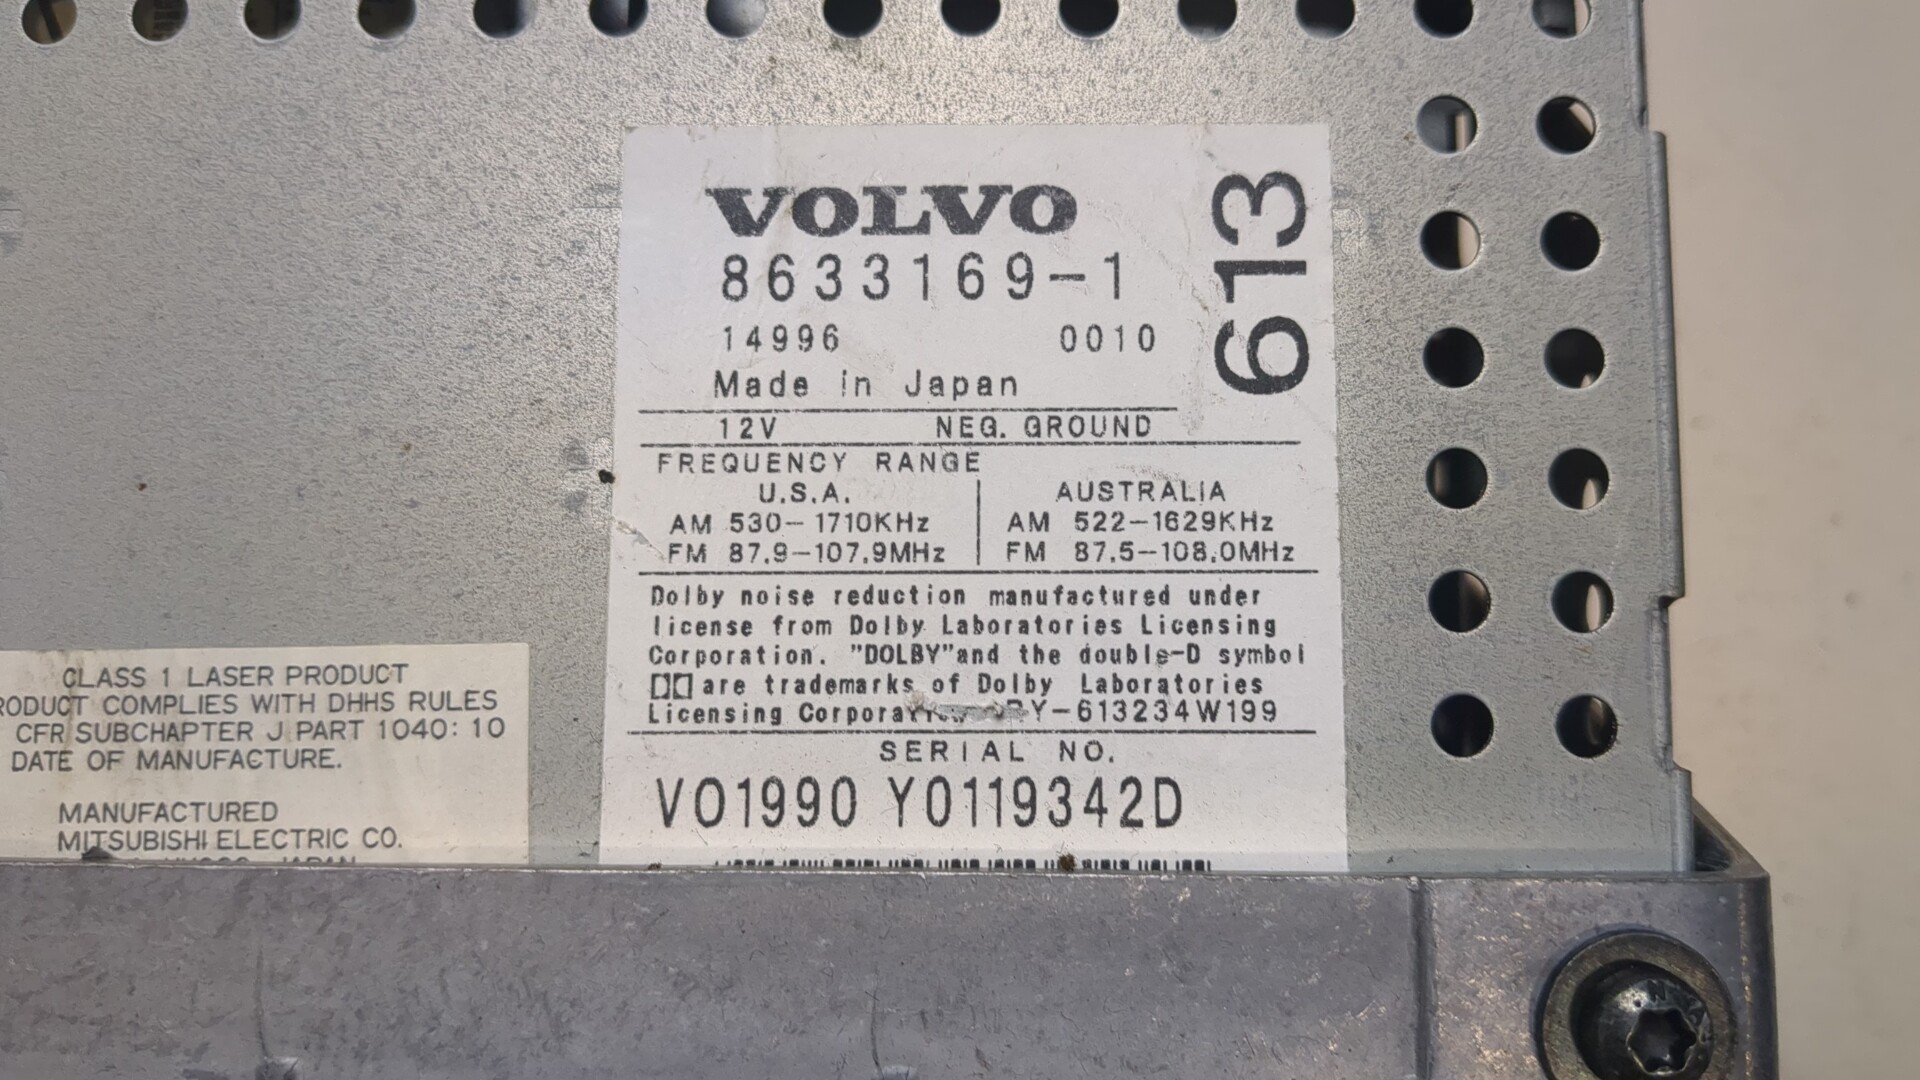 VOLVO
8633169-1
14996 0010
613
Made in Japan
12V NEG. GROUND
FREQUENCY RANGE
U.S.A. AUSTRALIA
AM 530-1710KHz AM 522-1629KHz
FM 87.9-107.9MHz FM 87.5-108.0MHz
Dolby noise reduction manufactured under
license from Dolby Laboratories Licensing
Corporation. "DOLBY"and the double-D symbol
are trademarks of Dolby Laboratories
Licensing RY-613234W199
SERIAL NO.
VO1990 Y0119342D
CLASS 1 LASER PRODUCT
COMPLIES WITH DHHS RULES
CFR SUBCHAPTER J PART 1040:10
DATE OF MANUFACTURE.
MANUFACTURED
MITSUBISHI ELECTRIC CO.
JAPAN